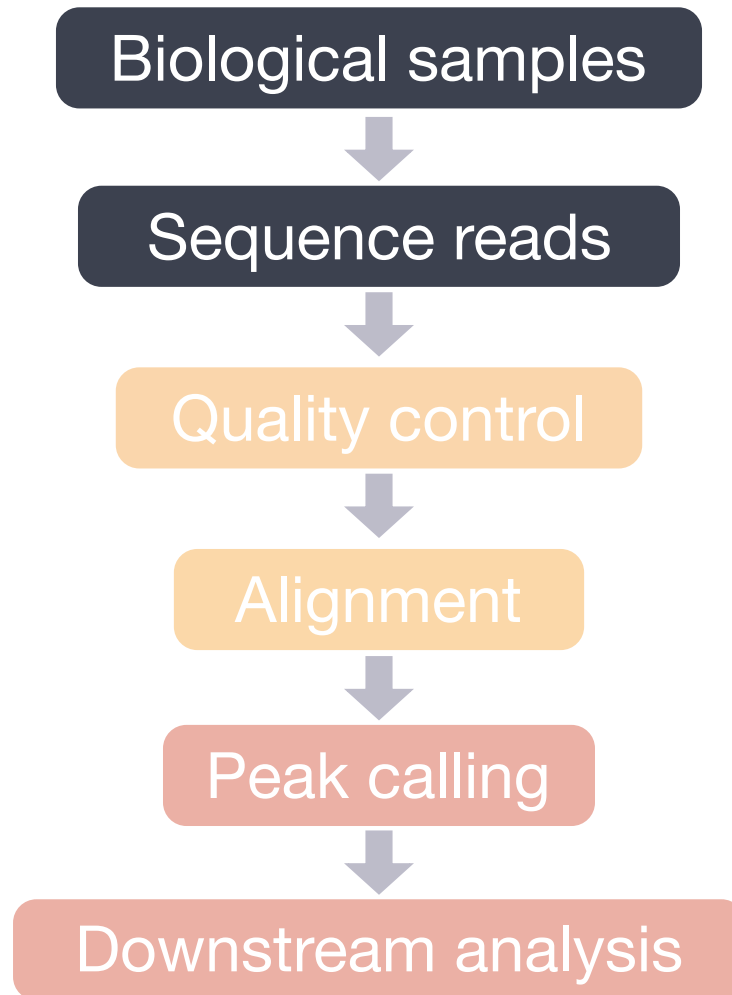 Biological samples
Sequence reads
Quality control
Alignment
Peak calling
Downstream analysis